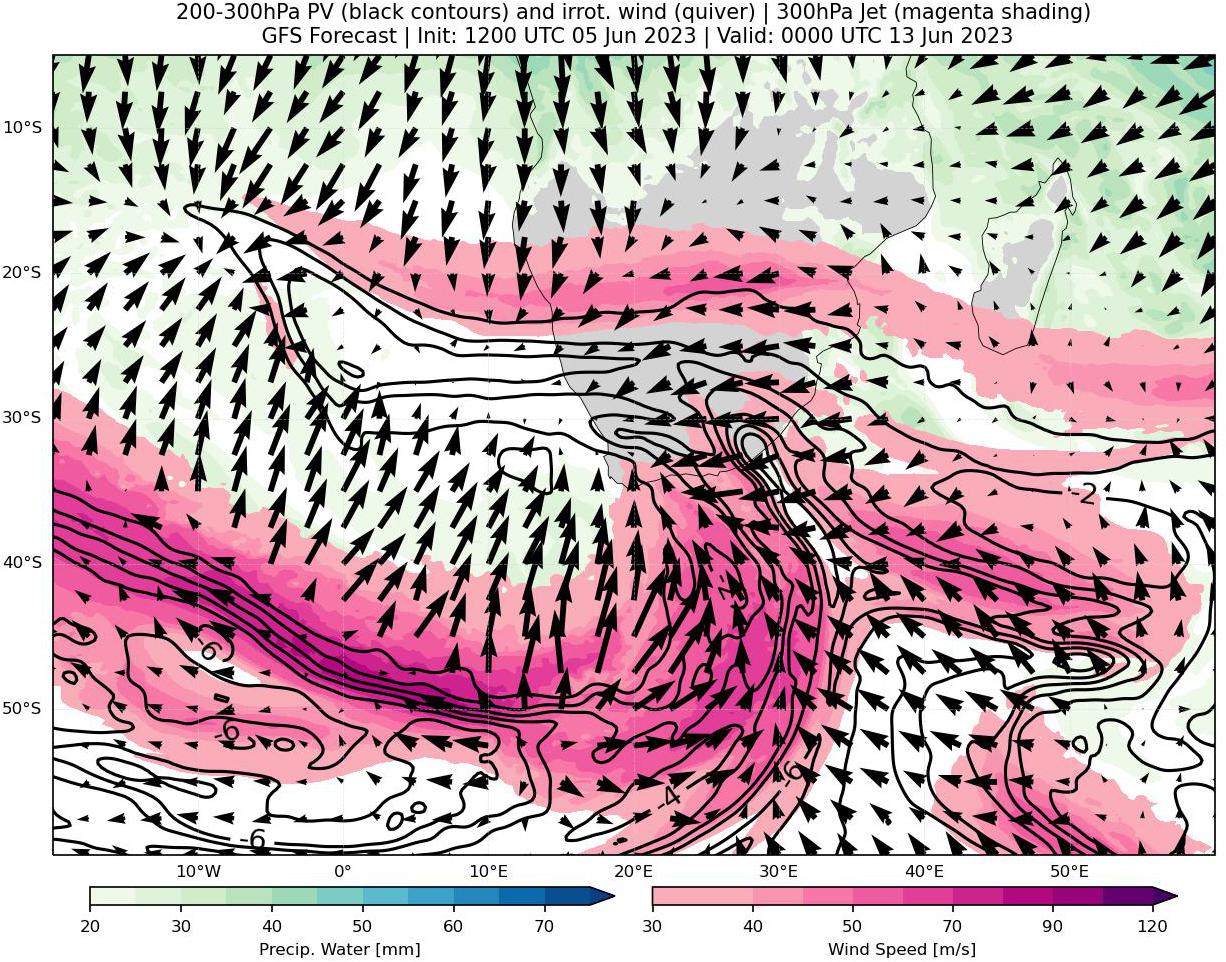 200-300hPa PV (black contours) and irrot. wind (quiver) | 300hPa Jet (magenta shading)
GFS Forecast | Init: 1200 UTC 05 Jun 2023 | Valid: 0000 UTC 13 Jun 2023
10°S
20°S
30°S
-2
40°S
-6
50°S
-6
-4
-6
0
-6
10°W 0° 10°E 20°E 30°E 40°E 50°E
20 30 40 50 60 70
30 40 50 70 90 120
Precip. Water [mm]
Wind Speed [m/s]